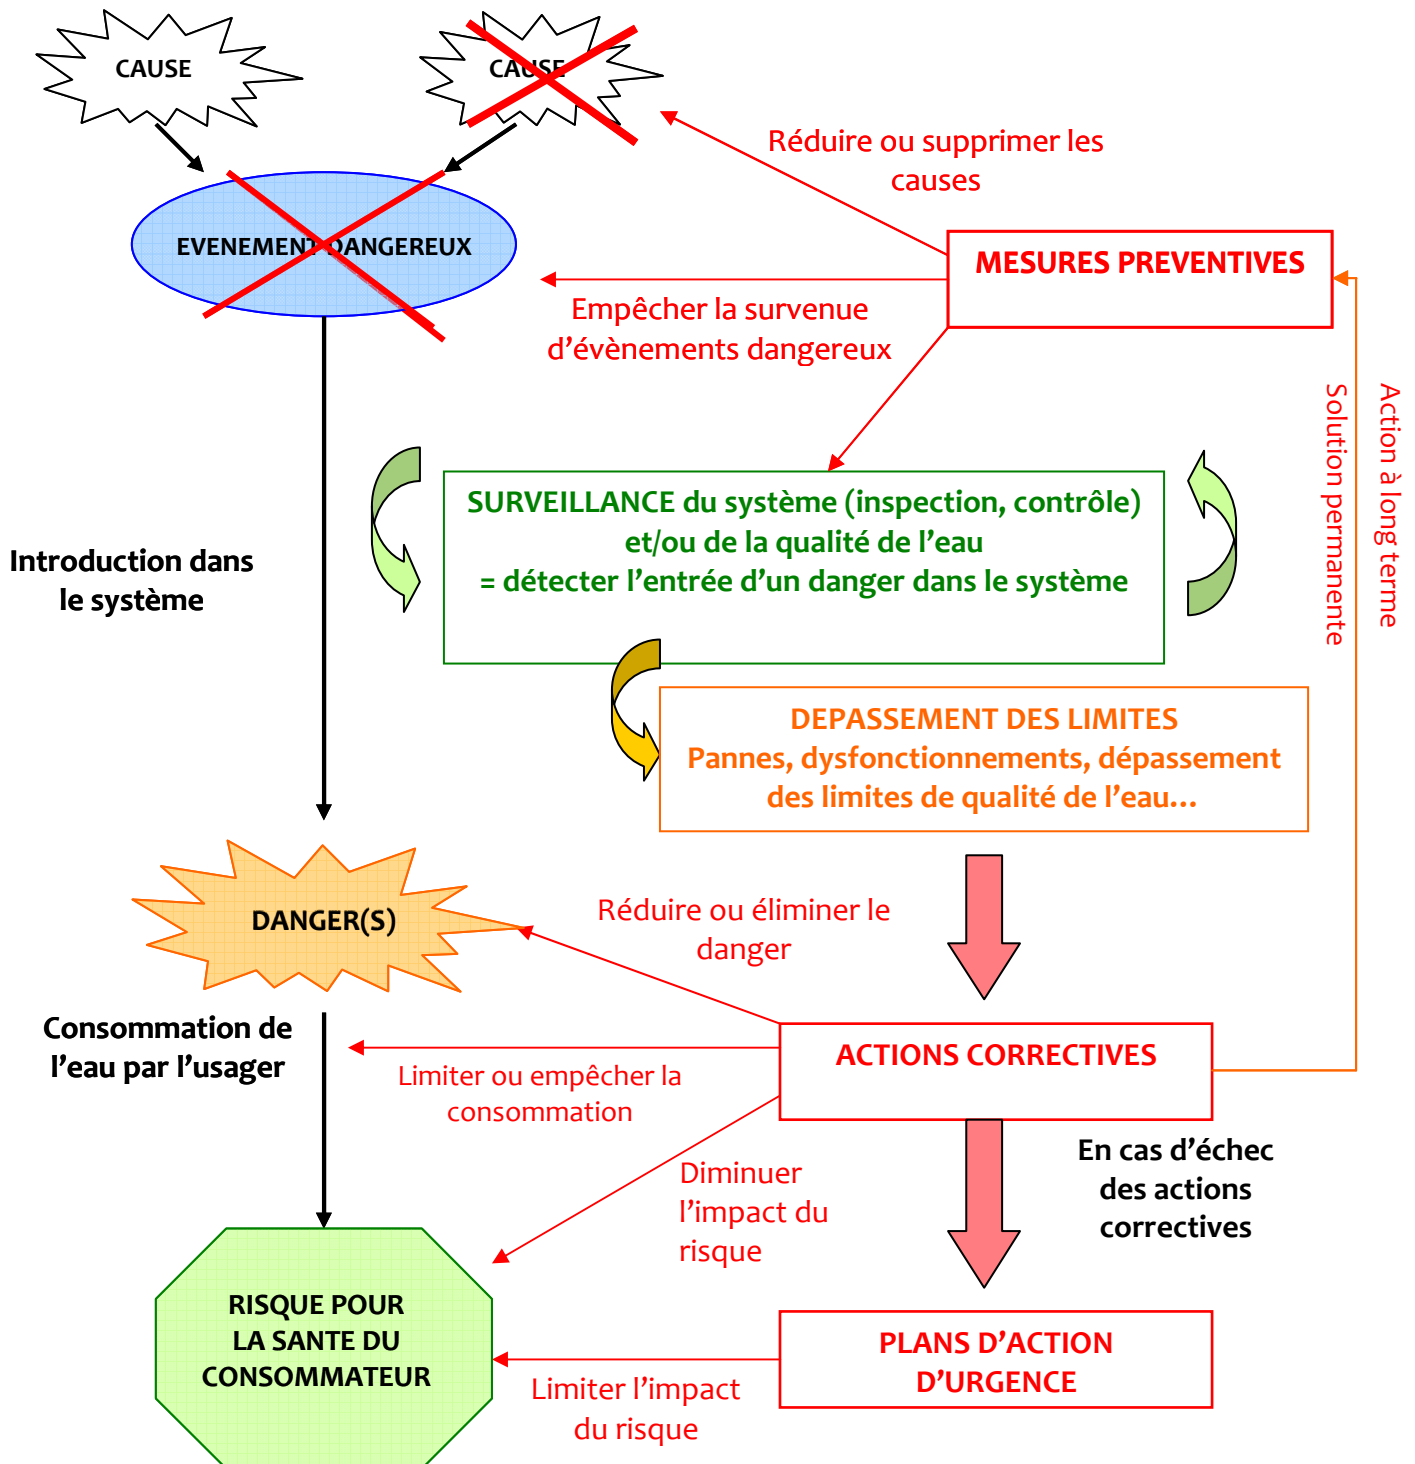 CAUSE
CAUSE
Réduire ou supprimer les
causes
EVENEMENT DANGEREUX
MESURES PREVENTIVES
Empêcher la survenue
d’évènements dangereux
Action à long terme
Solution permanente
SURVEILLANCE du système (inspection, contrôle)
et/ou de la qualité de l’eau
= détecter l’entrée d’un danger dans le système
Introduction dans
le système
DEPASSEMENT DES LIMITES
Pannes, dysfonctionnements, dépassement
des limites de qualité de l’eau…
DANGER(S)
Réduire ou éliminer le
danger
Consommation de
l’eau par l’usager
ACTIONS CORRECTIVES
Limiter ou empêcher la
consommation
En cas d’échec
des actions
correctives
Diminuer
l’impact du
risque
RISQUE POUR
LA SANTE DU
CONSOMMATEUR
PLANS D’ACTION
D’URGENCE
Limiter l’impact
du risque